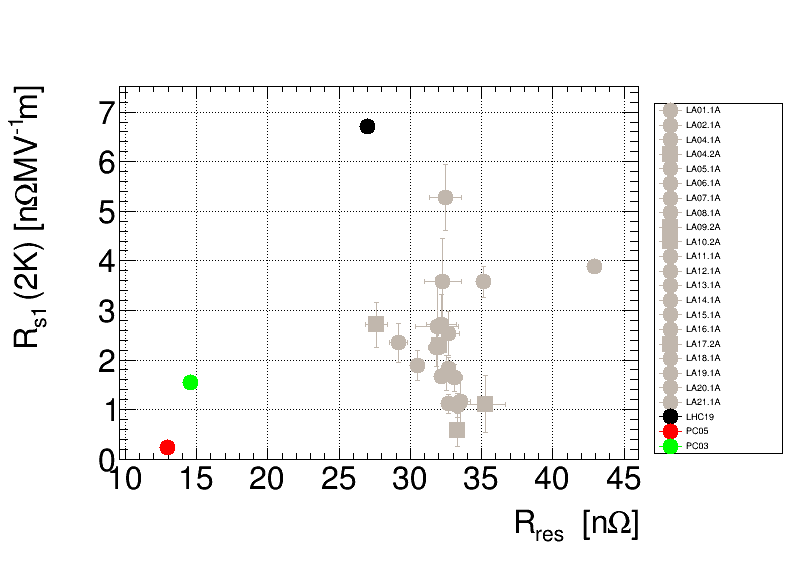 R_s1 (2K) [nΩMV^-1m]
7
6
5
4
3
2
1
0
10 15 20 25 30 35 40 45
R_res [nΩ]
LA01.1A
LA02.1A
LA04.1A
LA04.2A
LA05.1A
LA06.1A
LA07.1A
LA08.1A
LA09.2A
LA10.2A
LA11.1A
LA12.1A
LA13.1A
LA14.1A
LA15.1A
LA16.1A
LA17.2A
LA18.1A
LA19.1A
LA20.1A
LA21.1A
LHC19
PC05
PC03